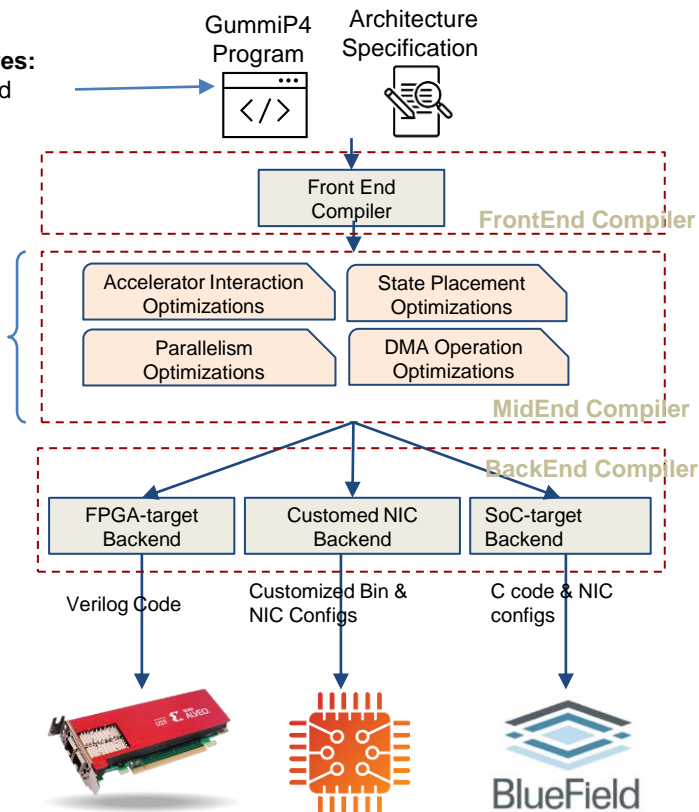 GummiP4
Program
Architecture
Specification
res:
d
</>
Front End
Compiler
FrontEnd Compiler
Accelerator Interaction
Optimizations
State Placement
Optimizations
Parallelism
Optimizations
DMA Operation
Optimizations
MidEnd Compiler
BackEnd Compiler
FPGA-target
Backend
Customed NIC
Backend
SoC-target
Backend
Verilog Code
Customized Bin &
NIC Configs
C code & NIC
configs
ALVEO.
BlueField